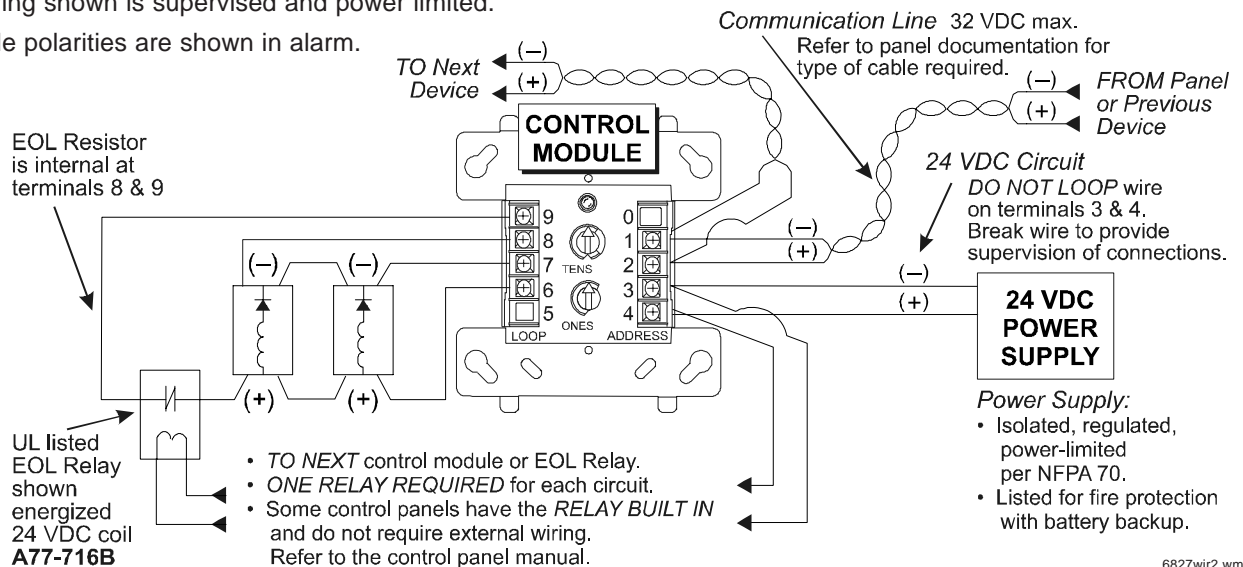 ing shown is supervised and power limited.
le polarities are shown in alarm.
Communication Line 32 VDC max.
Refer to panel documentation for
type of cable required.
TO Next
Device
(–)
(+)
(–)
(+)
FROM Panel
or Previous
Device
CONTROL
MODULE
EOL Resistor
is internal at
terminals 8 & 9
24 VDC Circuit
DO NOT LOOP wire
on terminals 3 & 4.
Break wire to provide
supervision of connections.
9
8
7
6
5
LOOP
TENS
ONES
0
1
2
3
4
ADDRESS
(–)
(+)
(–)
(+)
(–)
(–)
(+)
(+)
24 VDC
POWER
SUPPLY
Power Supply:
• Isolated, regulated,
power-limited
per NFPA 70.
• Listed for fire protection
with battery backup.
UL listed
EOL Relay
shown
energized
24 VDC coil
A77-716B
• TO NEXT control module or EOL Relay.
• ONE RELAY REQUIRED for each circuit.
• Some control panels have the RELAY BUILT IN
and do not require external wiring.
Refer to the control panel manual.
6827wir2.wm